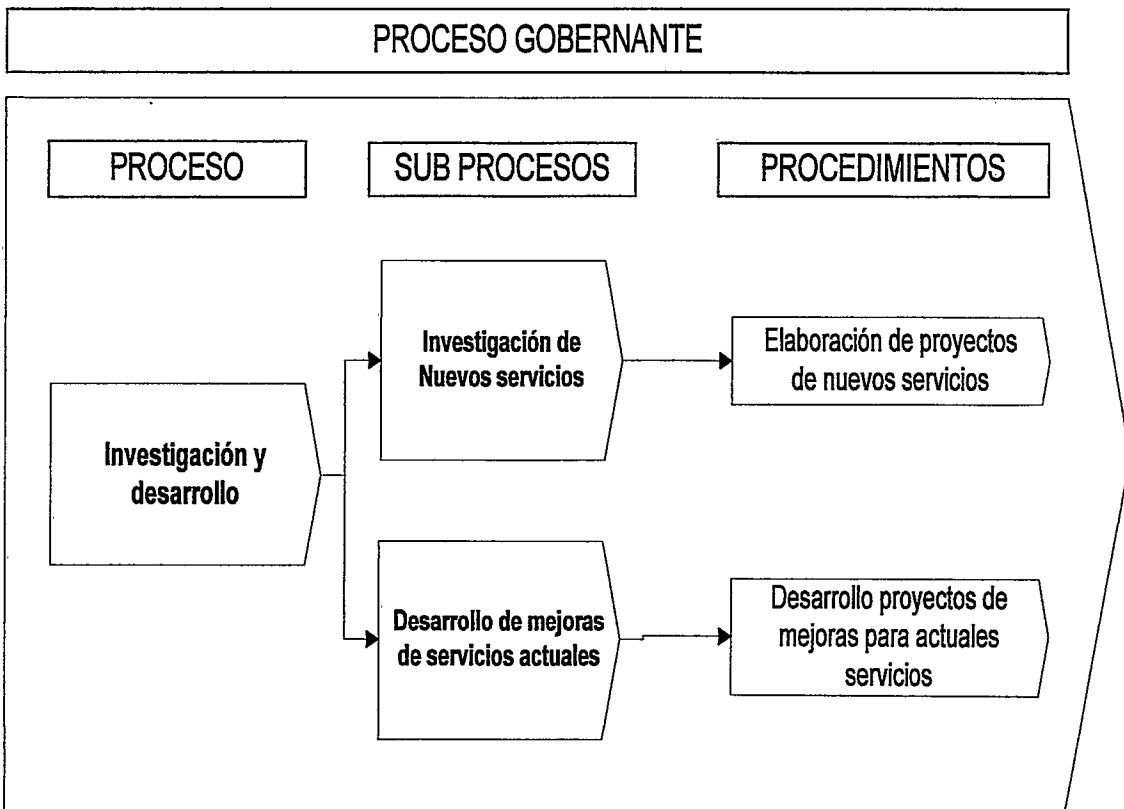 PROCESO GOBERNANTE
PROCESO
SUB PROCESOS
PROCEDIMIENTOS
Investigación y
desarrollo
Investigación de
Nuevos servicios
Elaboración de proyectos
de nuevos servicios
Desarrollo de mejoras
de servicios actuales
Desarrollo proyectos de
mejoras para actuales
servicios